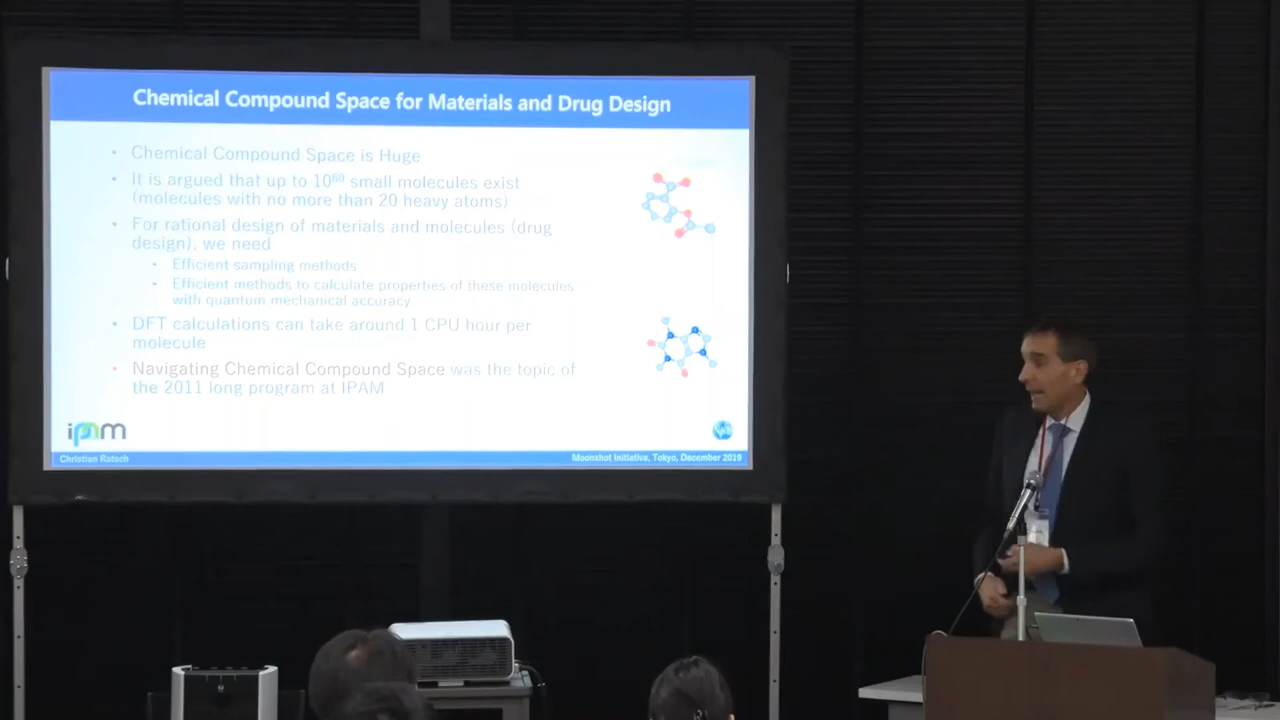 Chemical Compound Space for Materials and Drug Design
• Chemical Compound Space is Huge
• It is argued that up to 10⁶⁰ small molecules exist
(molecules with no more than 20 heavy atoms)
• For rational design of materials and molecules (drug
design), we need
• Efficient sampling methods
• Efficient methods to calculate properties of these molecules
with quantum mechanical accuracy
• DFT calculations can take around 1 CPU hour per
molecule
• Navigating Chemical Compound Space was the topic of
the 2011 long program at IPAM
ipam
Christian Ratsch
Moonshot Initiative, Tokyo, December 2019